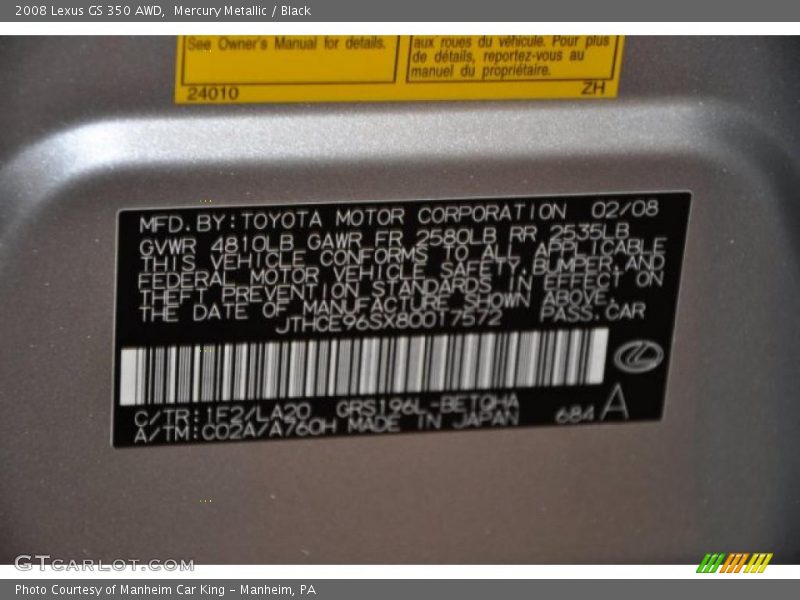 2008 Lexus GS 350 AWD,  Mercury Metallic / Black
See Owner's Manual for details.
24010
aux roues du véhicule. Pour plus
de détails, reportez-vous au
manuel du propriétaire.
ZH
MFD.BY:TOYOTA MOTOR CORPORATION 02/08
GVWR 4810LB GAWR FR 2580LB RR 2535LB
THIS VEHICLE CONFORMS TO ALL APPLICABLE
FEDERAL MOTOR VEHICLE SAFETY,BUMPER,AND
THEFT PREVENTION STANDARDS IN EFFECT ON
THE DATE OF MANUFACTURE SHOWN ABOVE.
JTHCE96SX80017572 PASS.CAR
C/TR:1F2/LA20 GRS196L-BETQHA
A/TM:C02A/A760H MADE IN JAPAN 684 A
GTCARLOT.COM
Photo Courtesy of Manheim Car King - Manheim, PA